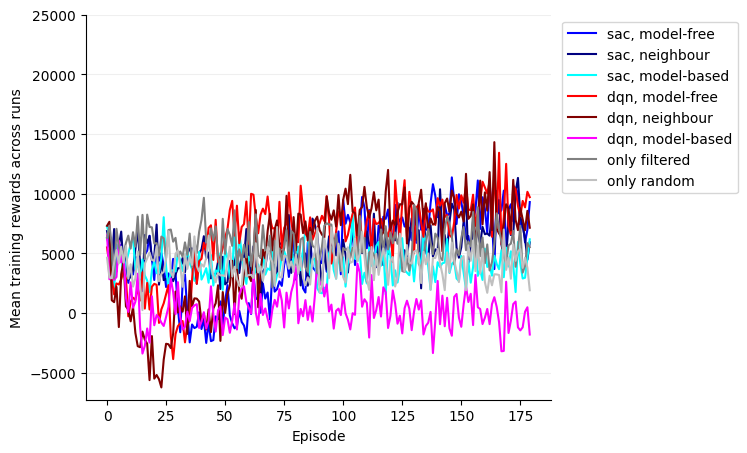 25000
20000
15000
10000
5000
0
−5000
Mean training rewards across runs
0 25 50 75 100 125 150 175
Episode
sac, model-free
sac, neighbour
sac, model-based
dqn, model-free
dqn, neighbour
dqn, model-based
only filtered
only random